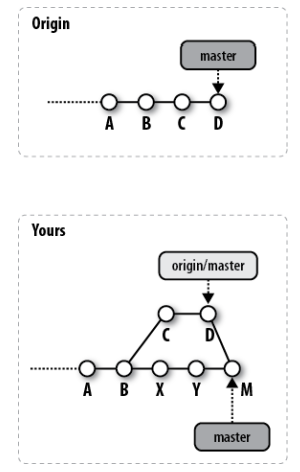 Origin
master
A B C D
Yours
origin/master
C D
A B X Y M
master